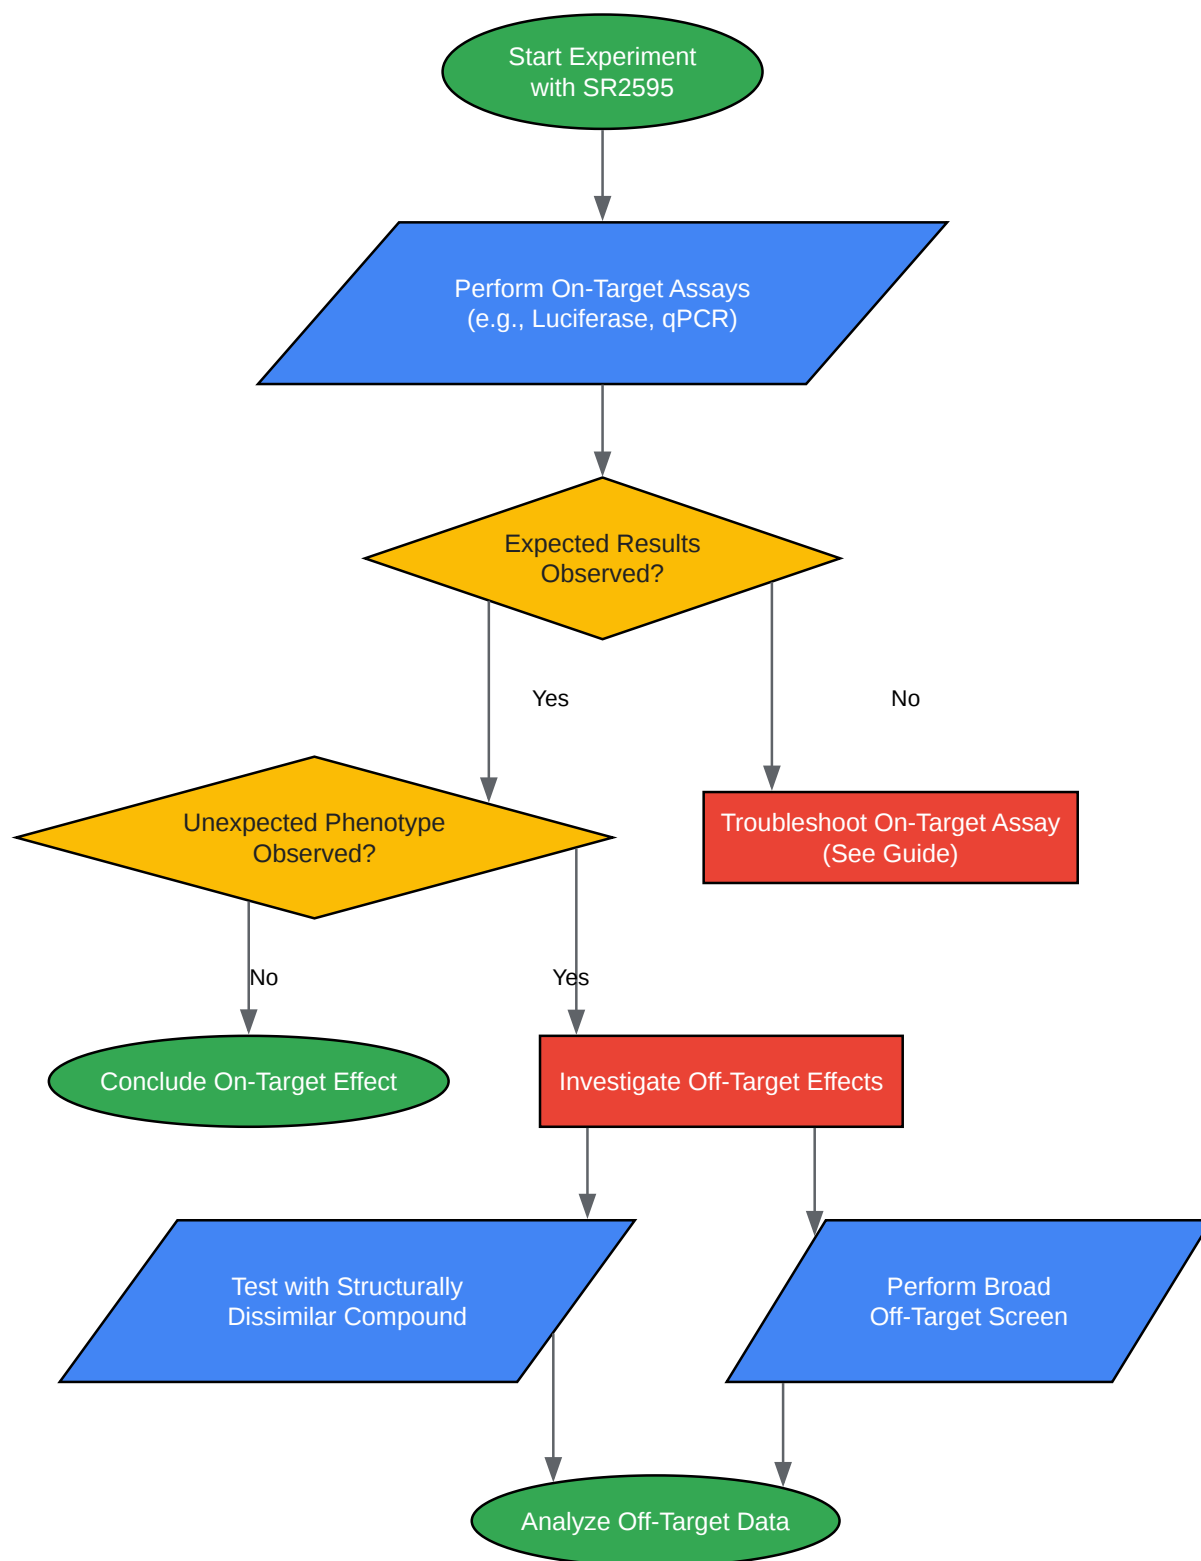 Start Experiment
with SR2595
Perform On-Target Assays
(e.g., Luciferase, qPCR)
Expected Results
Observed?
Yes
No
Unexpected Phenotype
Observed?
Troubleshoot On-Target Assay
(See Guide)
No
Yes
Conclude On-Target Effect
Investigate Off-Target Effects
Test with Structurally
Dissimilar Compound
Perform Broad
Off-Target Screen
Analyze Off-Target Data